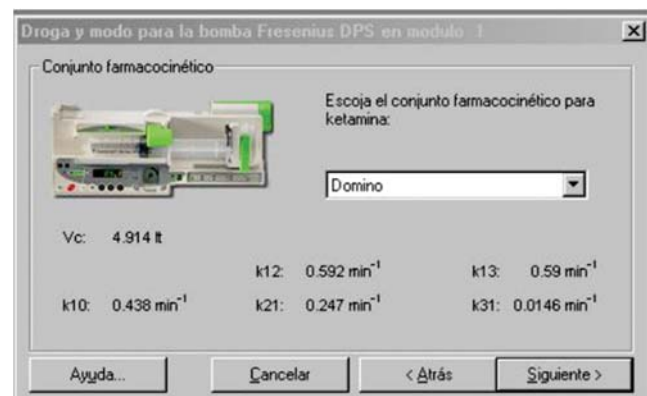 Droga y modo para la bomba Fresenius DPS en modulo 1
Conjunto farmacocinético
Escoja el conjunto farmacocinético para
ketamina:
Domino
Vc: 4.914 lt
k12: 0.592 min⁻¹ k13: 0.59 min⁻¹
k10: 0.438 min⁻¹ k21: 0.247 min⁻¹ k31: 0.0146 min⁻¹
Ayuda... Cancelar < Atrás Siguiente >